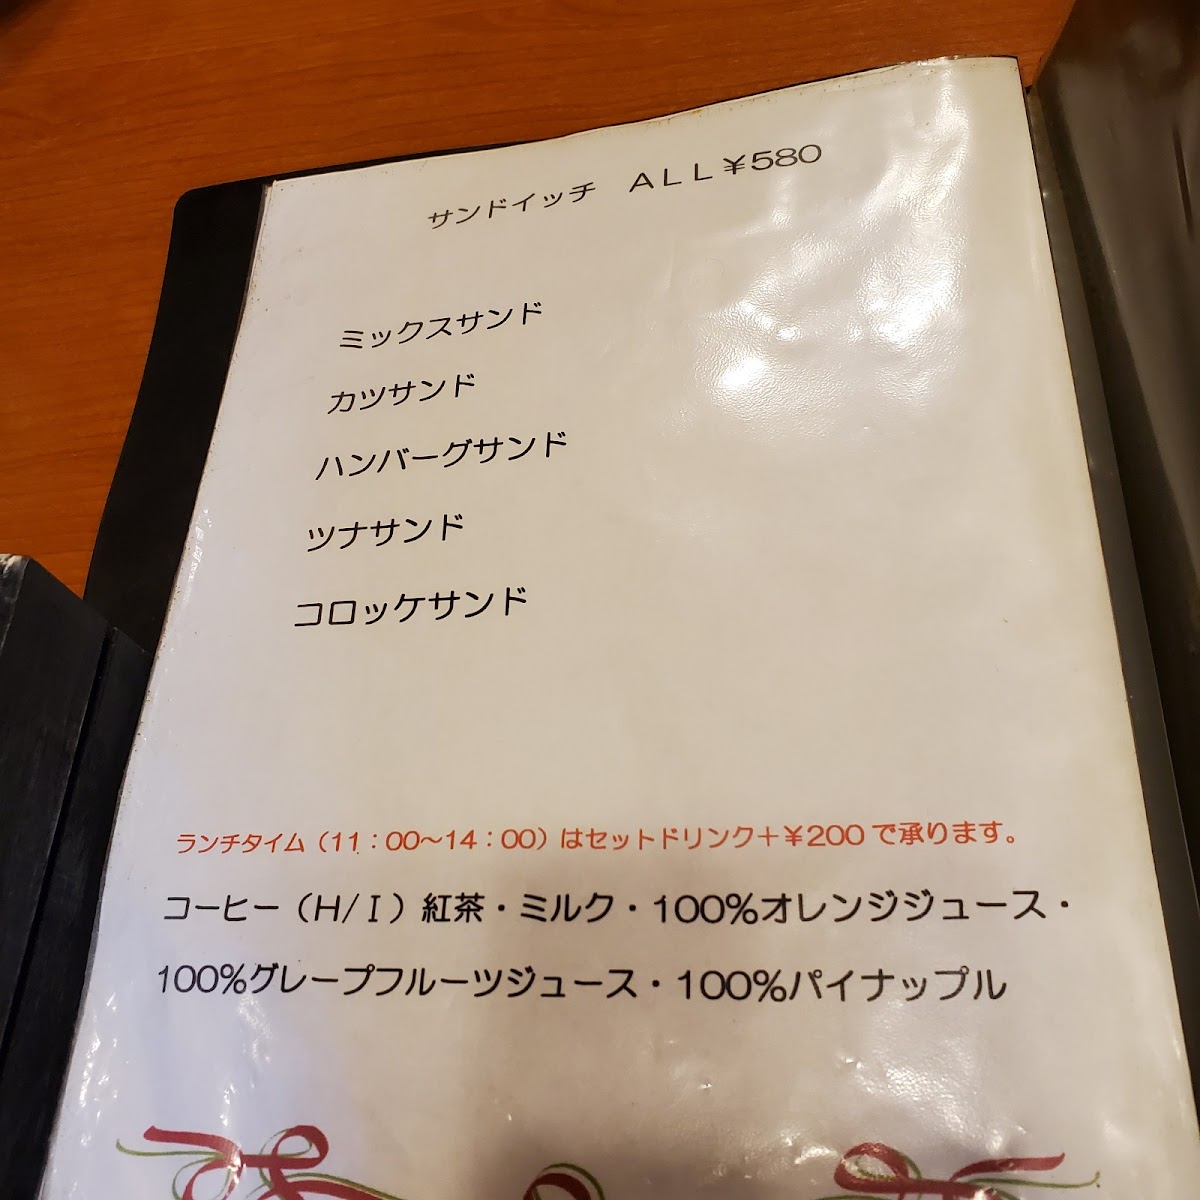 サンドイッチ　ALL¥580
ミックスサンド
カツサンド
ハンバーグサンド
ツナサンド
コロッケサンド
ランチタイム（11：00～14：00）はセットドリンク＋¥200で承ります。
コーヒー（H/I）紅茶・ミルク・100%オレンジジュース・
100%グレープフルーツジュース・100%パイナップル